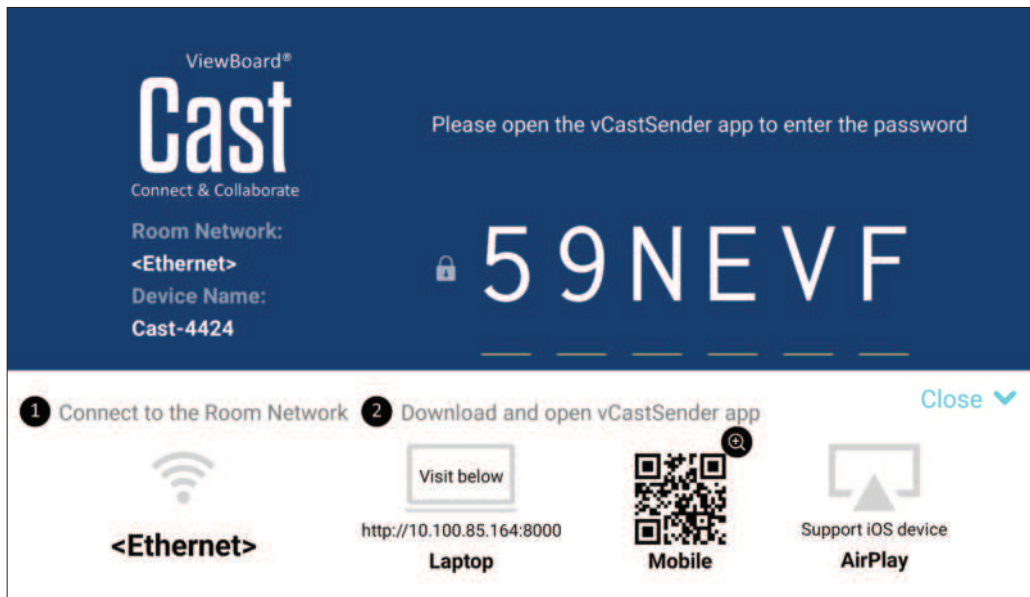 ViewBoard®
Cast
Connect & Collaborate
Please open the vCastSender app to enter the password
Room Network:
<Ethernet>
Device Name:
Cast-4424
59NEVF
Close
1 Connect to the Room Network
2 Download and open vCastSender app
<Ethernet>
Visit below
http://10.100.85.164:8000
Laptop
Mobile
Support iOS device
AirPlay